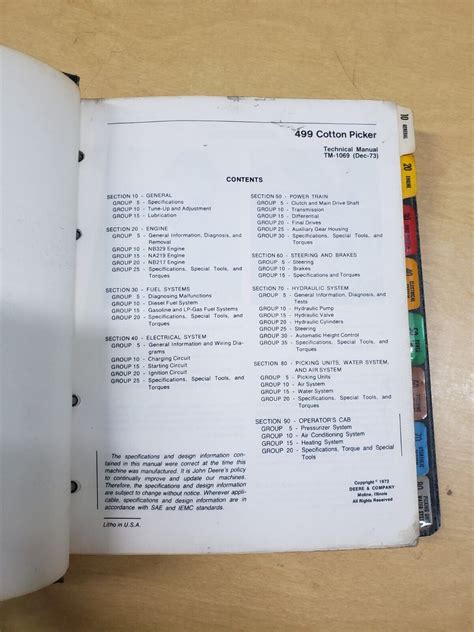 499 Cotton Picker
Technical Manual
TM-1069 (Dec-73)
CONTENTS
SECTION 10 - GENERAL
GROUP 5 - Specifications
GROUP 10 - Tune-Up and Adjustment
GROUP 15 - Lubrication
SECTION 20 - ENGINE
GROUP 5 - General Information, Diagnosis, and
Removal
GROUP 10 - NB329 Engine
GROUP 15 - NA219 Engine
GROUP 20 - NB217 Engine
GROUP 25 - Specifications, Special Tools, and
Torques
SECTION 30 - FUEL SYSTEMS
GROUP 5 - Diagnosing Malfunctions
GROUP 10 - Diesel Fuel System
GROUP 15 - Gasoline and LP-Gas Fuel Systems
GROUP 20 - Specifications, Special Tools, and
Torques
SECTION 40 - ELECTRICAL SYSTEM
GROUP 5 - General Information and Wiring Dia-
grams
GROUP 10 - Charging Circuit
GROUP 15 - Starting Circuit
GROUP 20 - Ignition Circuit
GROUP 25 - Specifications, Special Tools, and
Torques
SECTION 50 - POWER TRAIN
GROUP 5 - Clutch and Main Drive Shaft
GROUP 10 - Transmission
GROUP 15 - Differential
GROUP 20 - Final Drives
GROUP 25 - Auxiliary Gear Housing
GROUP 30 - Specifications, Special Tools, and
Torques
SECTION 60 - STEERING AND BRAKES
GROUP 5 - Steering
GROUP 10 - Brakes
GROUP 15 - Specifications and Torques
SECTION 70 - HYDRAULIC SYSTEM
GROUP 5 - General Information, Diagnosis, and
Tests
GROUP 10 - Hydraulic Pump
GROUP 15 - Hydraulic Valve
GROUP 20 - Hydraulic Cylinders
GROUP 25 - Steering
GROUP 30 - Automatic Height Control
GROUP 35 - Specifications, Special Tools, and
Torques
SECTION 80 - PICKING UNITS, WATER SYSTEM,
AND AIR SYSTEM
GROUP 5 - Picking Units
GROUP 10 - Air System
GROUP 15 - Water System
GROUP 20 - Specifications, Special Tools, and
Torques
SECTION 90 - OPERATOR'S CAB
GROUP 5 - Pressurizer System
GROUP 10 - Air Conditioning System
GROUP 15 - Heating System
GROUP 20 - Specifications, Torque and Special
Tools
The specifications and design information con-
tained in this manual were correct at the time this
machine was manufactured. It is John Deere's policy
to continually improve and update our machines.
Therefore, the specifications and design information
are subject to change without notice. Wherever appli-
cable, specifications and design information are in
accordance with SAE and IEMC standards.
Litho in U.S.A.
Copyright © 1973
DEERE & COMPANY
Moline, Illinois
All Rights Reserved
10 GENERAL
20 ENGINE
40 ELECTRICAL
70